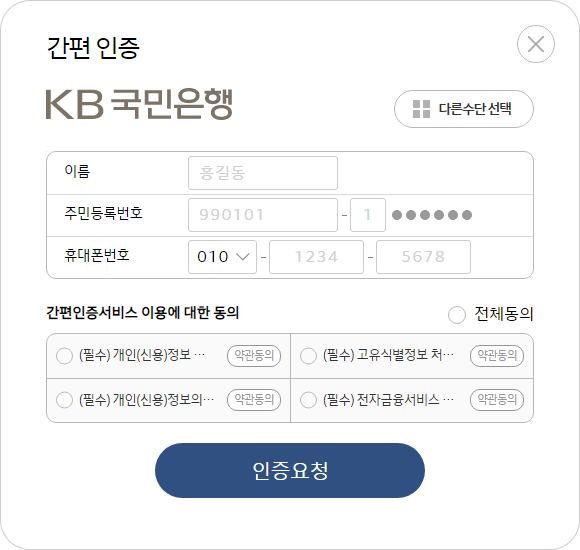 간편 인증
KB 국민은행
다른수단 선택
이름 홍길동
주민등록번호 990101 - 1 ●●●●●●
휴대폰번호 010 - 1234 - 5678
간편인증서비스 이용에 대한 동의 전체동의
(필수) 개인(신용)정보 … 약관동의 (필수) 고유식별정보 처… 약관동의
(필수) 개인(신용)정보의… 약관동의 (필수) 전자금융서비스 … 약관동의
인증요청